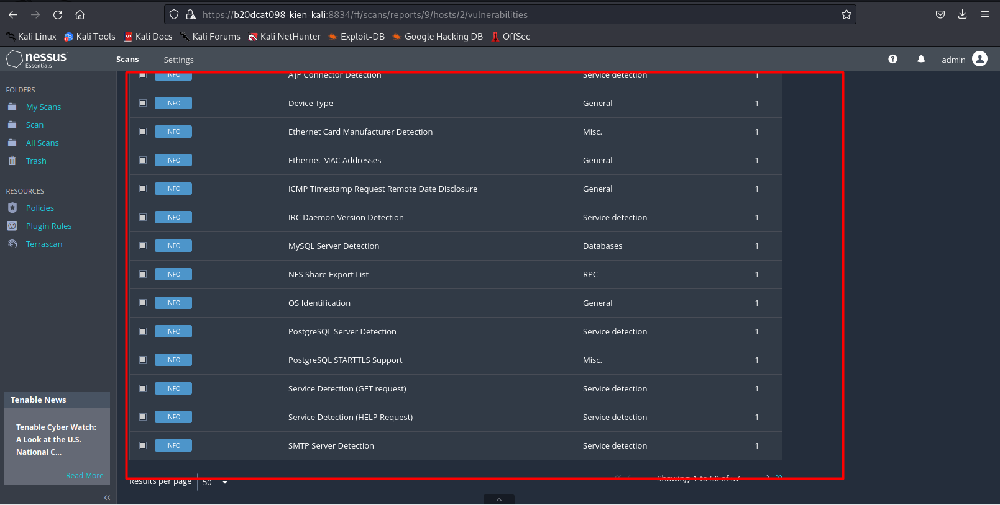 https://b20dcat098-kien-kali:8834/#/scans/reports/9/hosts/2/vulnerabilities
Kali Linux Kali Tools Kali Docs Kali Forums Kali NetHunter Exploit-DB Google Hacking DB OffSec
nessus Essentials Scans Settings admin
FOLDERS
My Scans
Scan
All Scans
Trash
RESOURCES
Policies
Plugin Rules
Terrascan
Tenable News
Tenable Cyber Watch:
A Look at the U.S.
National C...
Read More
INFO AJP Connector Detection Service detection 1
INFO Device Type General 1
INFO Ethernet Card Manufacturer Detection Misc. 1
INFO Ethernet MAC Addresses General 1
INFO ICMP Timestamp Request Remote Date Disclosure General 1
INFO IRC Daemon Version Detection Service detection 1
INFO MySQL Server Detection Databases 1
INFO NFS Share Export List RPC 1
INFO OS Identification General 1
INFO PostgreSQL Server Detection Service detection 1
INFO PostgreSQL STARTTLS Support Misc. 1
INFO Service Detection (GET request) Service detection 1
INFO Service Detection (HELP Request) Service detection 1
INFO SMTP Server Detection Service detection 1
Results per page 50 Showing: 1 to 50 of 57